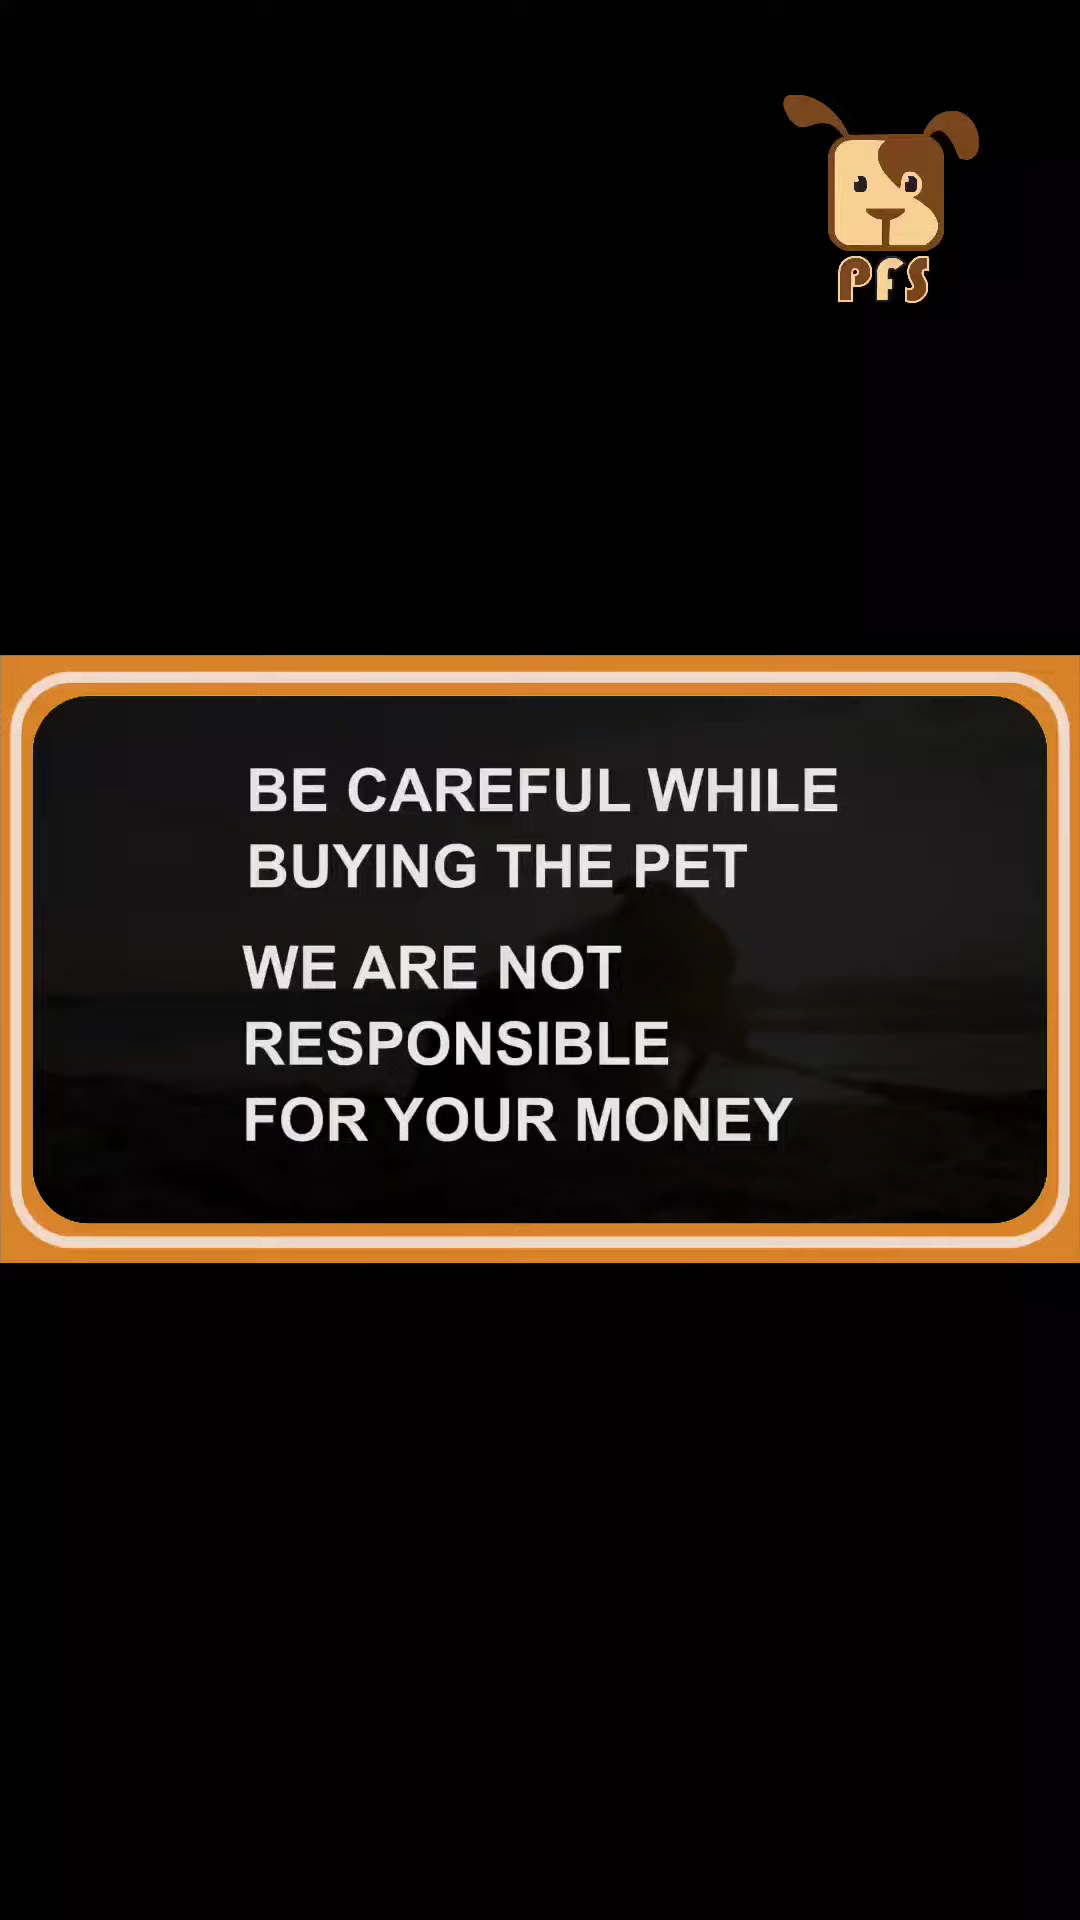 PFS
BE CAREFUL WHILE
BUYING THE PET
WE ARE NOT
RESPONSIBLE
FOR YOUR MONEY